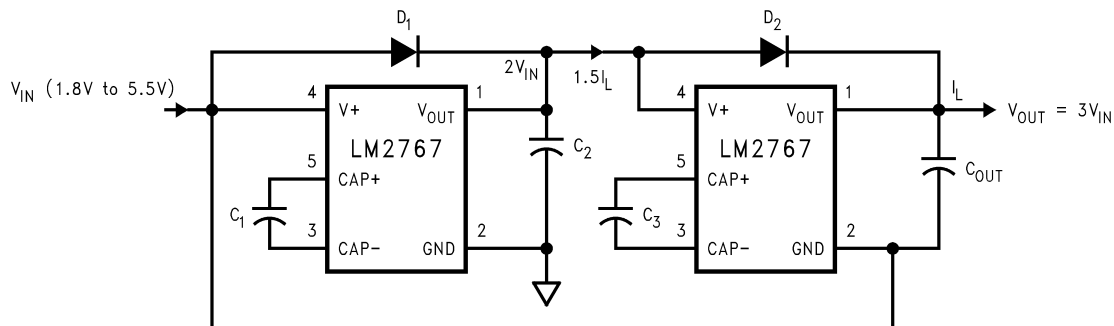 D1
D2
2VIN
1.5IL
VIN (1.8V to 5.5V)
4
V+
VOUT
1
4
V+
VOUT
1
IL
VOUT = 3VIN
LM2767
C2
LM2767
5
CAP+
5
CAP+
COUT
C1
C3
3
CAP-
GND
2
3
CAP-
GND
2